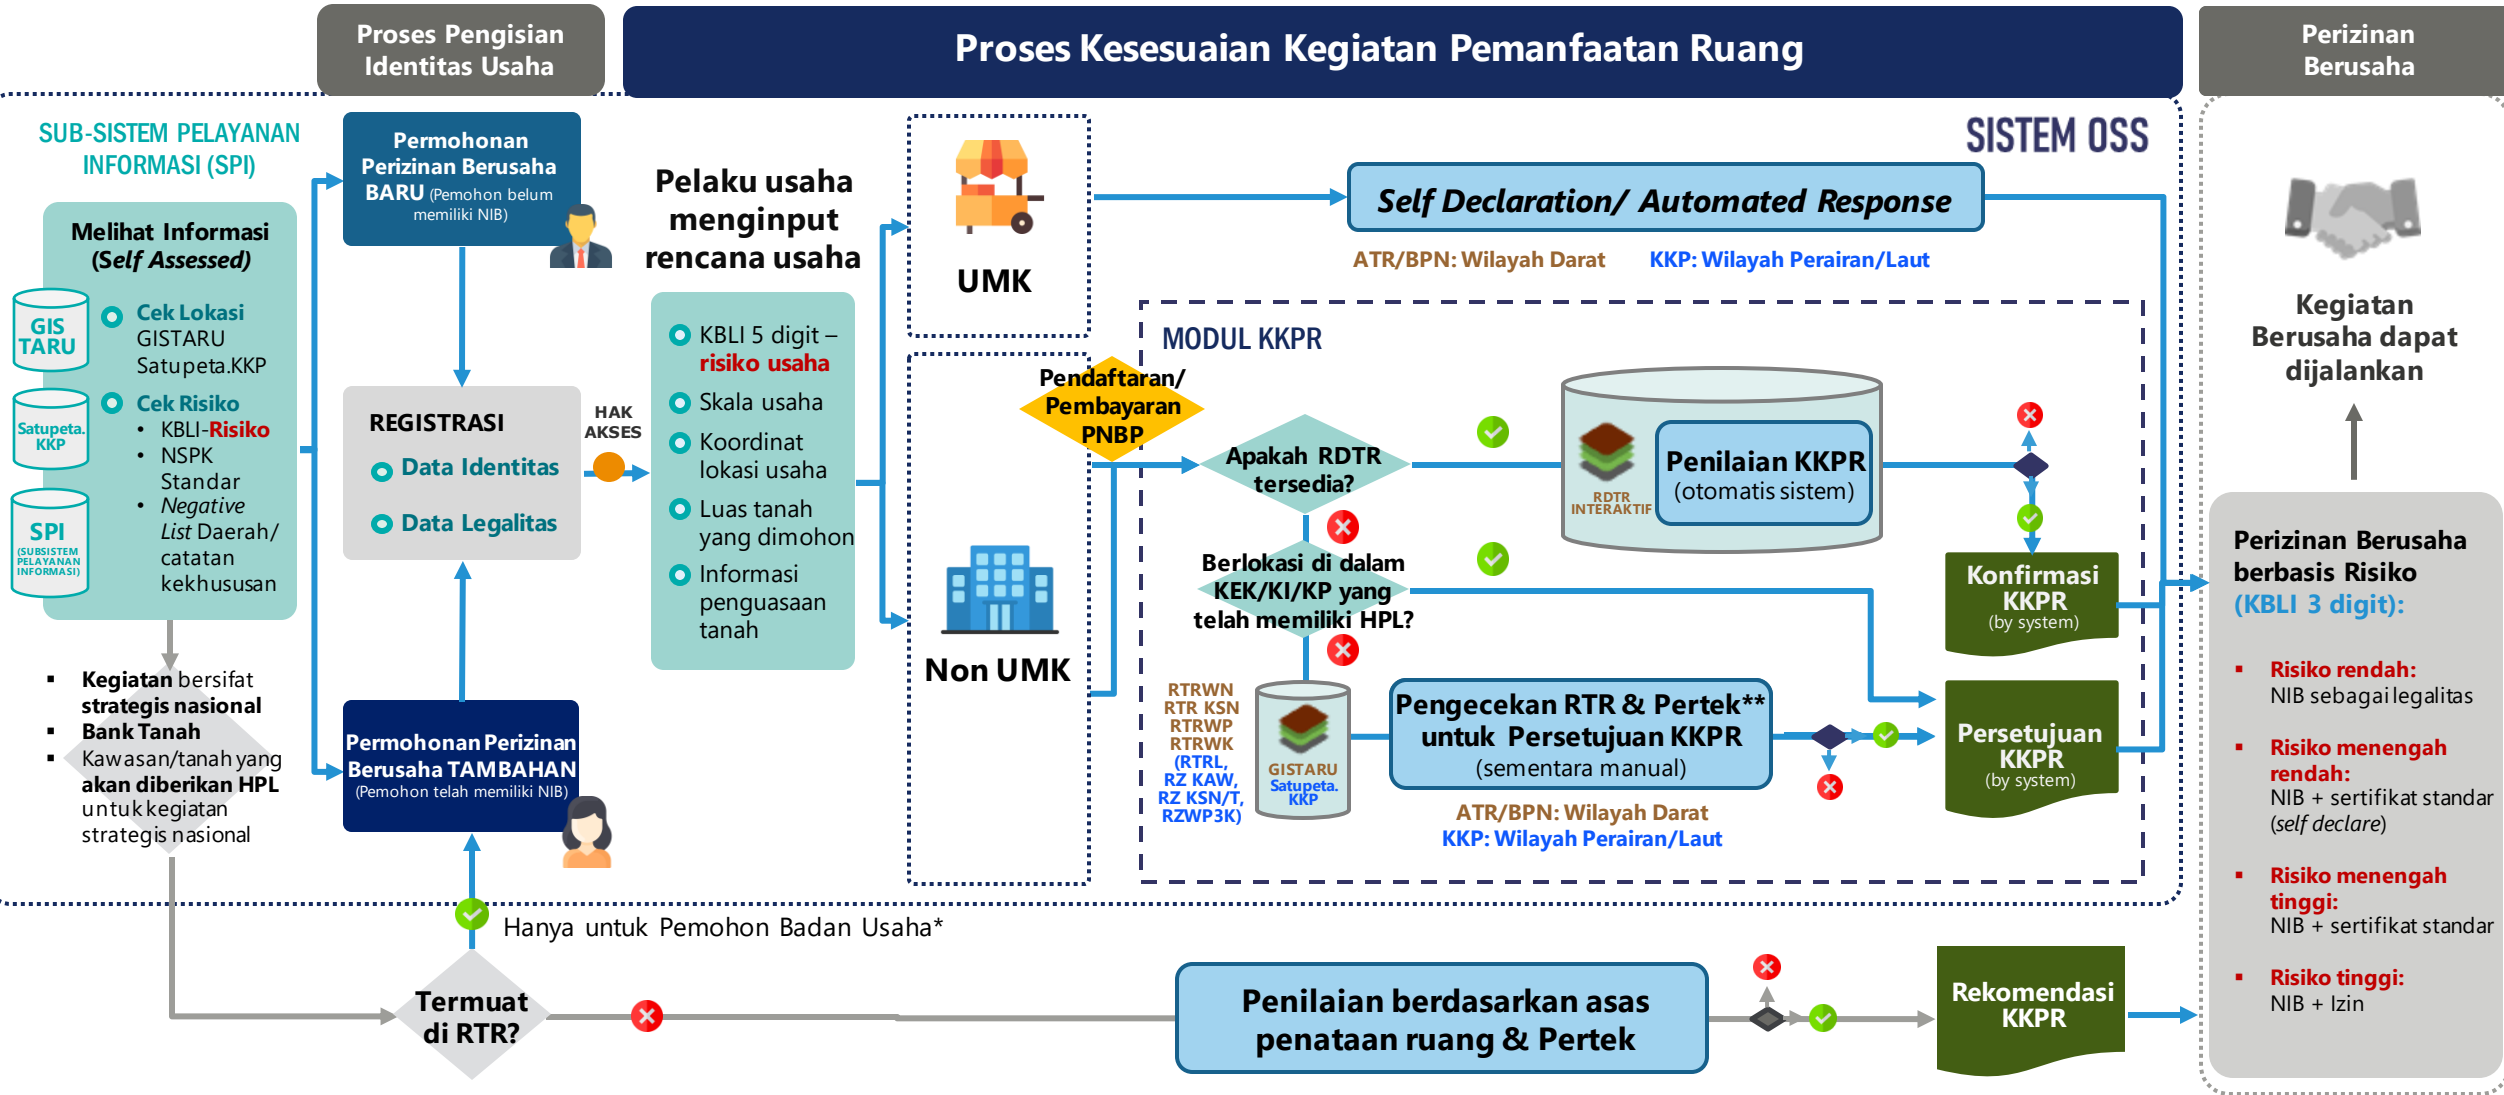 Proses Pengisian
Identitas Usaha
Proses Kesesuaian Kegiatan Pemanfaatan Ruang
Perizinan
Berusaha
SUB-SISTEM PELAYANAN
INFORMASI (SPI)
Melihat Informasi
(Self Assessed)
GIS
TARU
Satupeta.
KKP
SPI
(SUBSISTEM
PELAYANAN
INFORMASI)
Cek Lokasi
GISTARU
Satupeta.KKP
Cek Risiko
• KBLI-Risiko
• NSPK
Standar
• Negative
List Daerah/
catatan
kekhususan
▪ Kegiatan bersifat
strategis nasional
▪ Bank Tanah
▪ Kawasan/tanah yang
akan diberikan HPL
untuk kegiatan
strategis nasional
Permohonan
Perizinan Berusaha
BARU (Pemohon belum
memiliki NIB)
REGISTRASI
Data Identitas
Data Legalitas
HAK
AKSES
Permohonan Perizinan
Berusaha TAMBAHAN
(Pemohon telah memiliki NIB)
Hanya untuk Pemohon Badan Usaha*
Termuat
di RTR?
Pelaku usaha
menginput
rencana usaha
KBLI 5 digit –
risiko usaha
Skala usaha
Koordinat
lokasi usaha
Luas tanah
yang dimohon
Informasi
penguasaan
tanah
UMK
Non UMK
SISTEM OSS
Self Declaration/ Automated Response
ATR/BPN: Wilayah Darat
KKP: Wilayah Perairan/Laut
MODUL KKPR
Pendaftaran/
Pembayaran
PNBP
Apakah RDTR
tersedia?
RDTR
INTERAKTIF
Penilaian KKPR
(otomatis sistem)
Berlokasi di dalam
KEK/KI/KP yang
telah memiliki HPL?
Konfirmasi
KKPR
(by system)
RTRWN
RTR KSN
RTRWP
RTRWK
(RTRL,
RZ KAW,
RZ KSN/T,
RZWP3K)
GISTARU
Satupeta.
KKP
Pengecekan RTR & Pertek**
untuk Persetujuan KKPR
(sementara manual)
ATR/BPN: Wilayah Darat
KKP: Wilayah Perairan/Laut
Persetujuan
KKPR
(by system)
Penilaian berdasarkan asas
penataan ruang & Pertek
Rekomendasi
KKPR
Kegiatan
Berusaha dapat
dijalankan
Perizinan Berusaha
berbasis Risiko
(KBLI 3 digit):
▪ Risiko rendah:
NIB sebagai legalitas
▪ Risiko menengah
rendah:
NIB + sertifikat standar
(self declare)
▪ Risiko menengah
tinggi:
NIB + sertifikat standar
▪ Risiko tinggi:
NIB + Izin